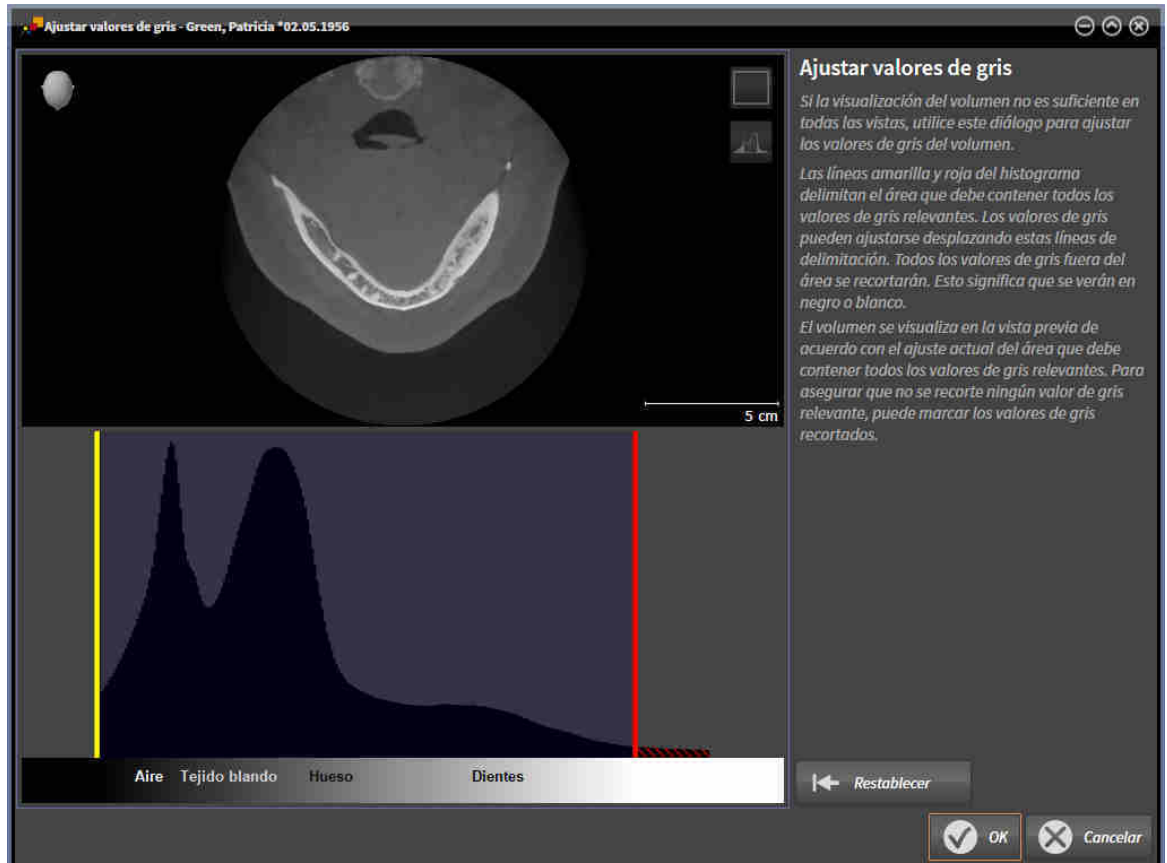 Ajustar valores de gris - Green, Patricia *02.05.1956
5 cm
Aire Tejido blando Hueso Dientes
Ajustar valores de gris
Si la visualización del volumen no es suficiente en
todas las vistas, utilice este diálogo para ajustar
los valores de gris del volumen.
Las líneas amarilla y roja del histograma
delimitan el área que debe contener todos los
valores de gris relevantes. Los valores de gris
pueden ajustarse desplazando estas líneas de
delimitación. Todos los valores de gris fuera del
área se recortarán. Esto significa que se verán en
negro o blanco.
El volumen se visualiza en la vista previa de
acuerdo con el ajuste actual del área que debe
contener todos los valores de gris relevantes. Para
asegurar que no se recorte ningún valor de gris
relevante, puede marcar los valores de gris
recortados.
Restablecer
OK Cancelar